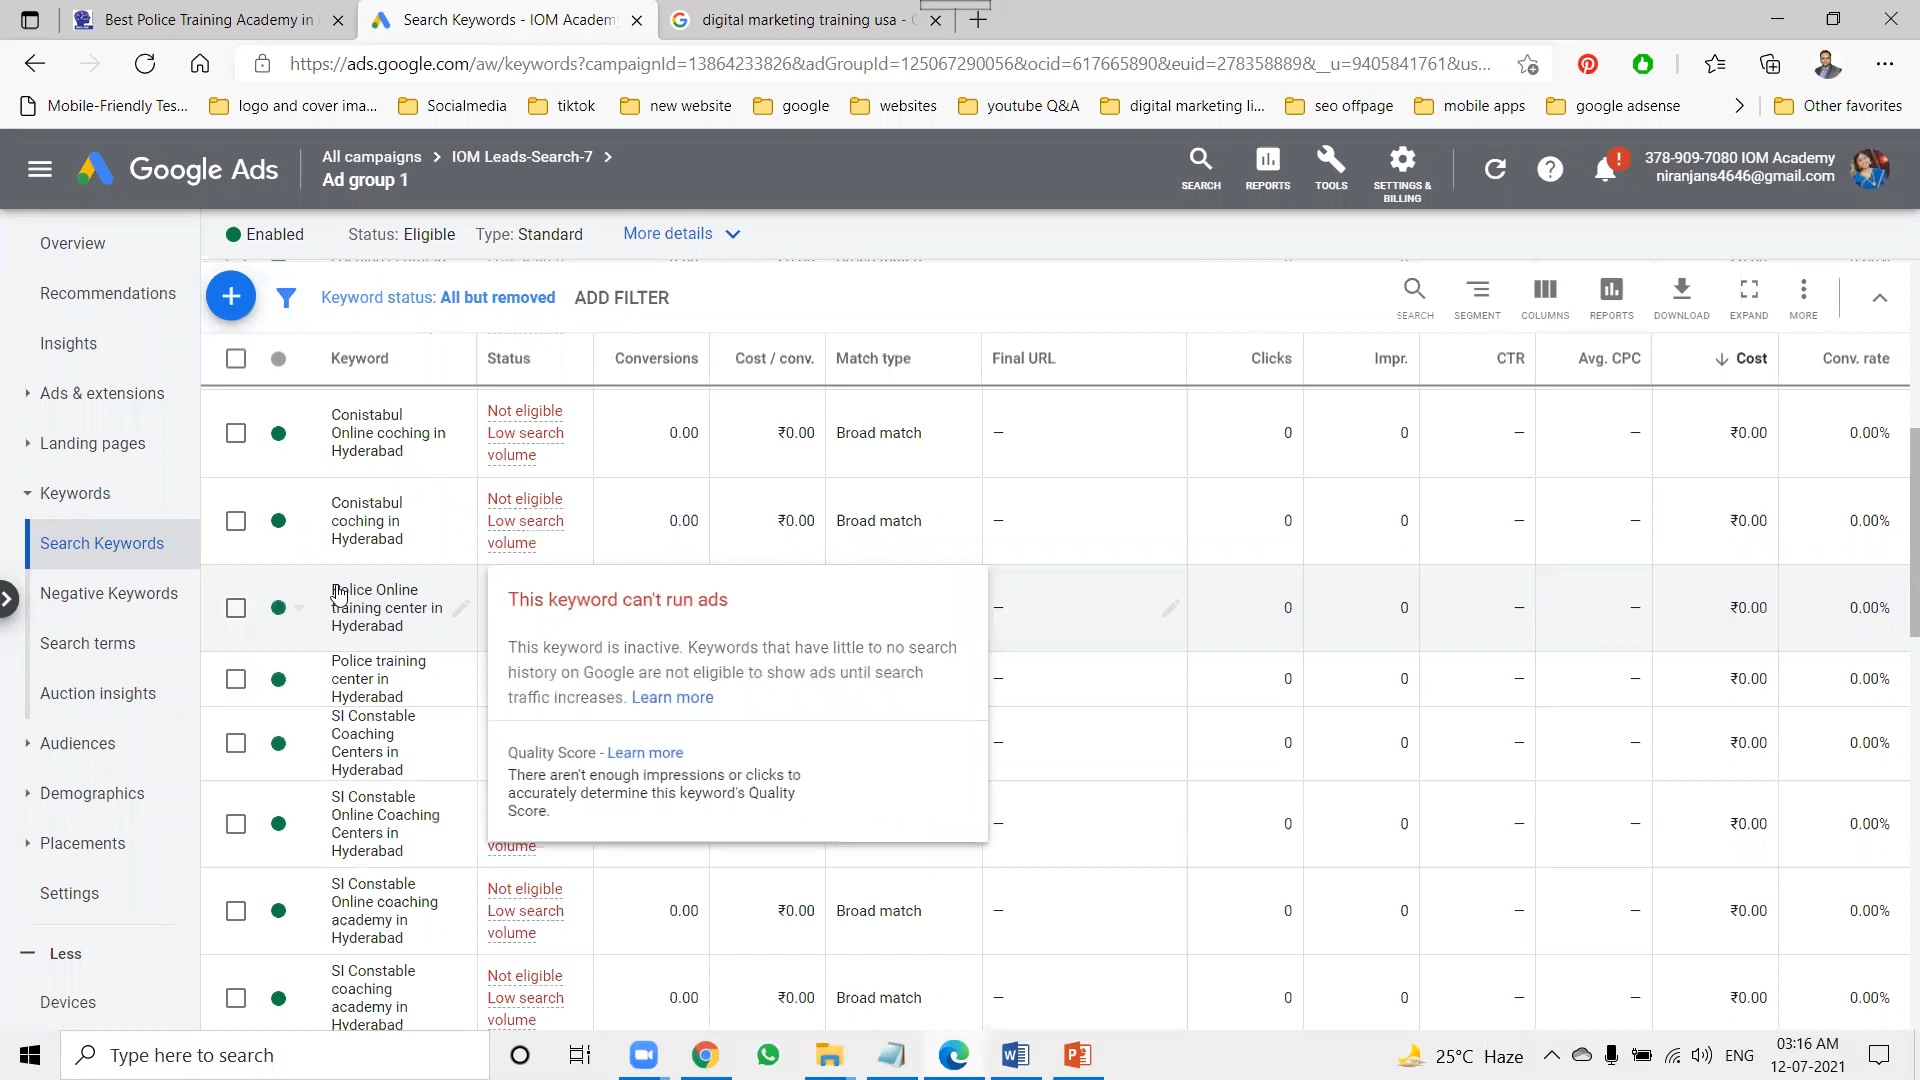 Best Police Training Academy in
Search Keywords - IOM Academ
digital marketing training usa -
https://ads.google.com/aw/keywords?campaignId=13864233826&adGroupId=125067290056&ocid=617665890&euid=278358889&__u=9405841761&us...
Mobile-Friendly Tes...
logo and cover ima...
Socialmedia
tiktok
new website
google
websites
youtube Q&A
digital marketing li...
seo offpage
mobile apps
google adsense
Other favorites
Google Ads
All campaigns > IOM Leads-Search-7 >
Ad group 1
SEARCH
REPORTS
TOOLS
SETTINGS & BILLING
378-909-7080 IOM Academy
niranjans4646@gmail.com
Enabled Status: Eligible Type: Standard More details
Keyword status: All but removed ADD FILTER
SEARCH SEGMENT COLUMNS REPORTS DOWNLOAD EXPAND MORE
Overview
Recommendations
Insights
Ads & extensions
Landing pages
Keywords
Search Keywords
Negative Keywords
Search terms
Auction insights
Audiences
Demographics
Placements
Settings
Less
Devices
Keyword Status Conversions Cost / conv. Match type Final URL Clicks Impr. CTR Avg. CPC Cost Conv. rate
Conistabul
Online coching in
Hyderabad
Not eligible
Low search
volume
0.00 ₹0.00 Broad match — 0 0 — — ₹0.00 0.00%
Conistabul
coching in
Hyderabad
Not eligible
Low search
volume
0.00 ₹0.00 Broad match — 0 0 — — ₹0.00 0.00%
Police Online
training center in
Hyderabad
— 0 0 — — ₹0.00 0.00%
Police training
center in
Hyderabad
— 0 0 — — ₹0.00 0.00%
SI Constable
Coaching
Centers in
Hyderabad
— 0 0 — — ₹0.00 0.00%
SI Constable
Online Coaching
Centers in
Hyderabad
volume
— 0 0 — — ₹0.00 0.00%
SI Constable
Online coaching
academy in
Hyderabad
Not eligible
Low search
volume
0.00 ₹0.00 Broad match — 0 0 — — ₹0.00 0.00%
SI Constable
coaching
academy in
Hyderabad
Not eligible
Low search
volume
0.00 ₹0.00 Broad match — 0 0 — — ₹0.00 0.00%
This keyword can't run ads
This keyword is inactive. Keywords that have little to no search
history on Google are not eligible to show ads until search
traffic increases. Learn more
Quality Score - Learn more
There aren't enough impressions or clicks to
accurately determine this keyword's Quality
Score.
Type here to search
25°C Haze
ENG
03:16 AM
12-07-2021